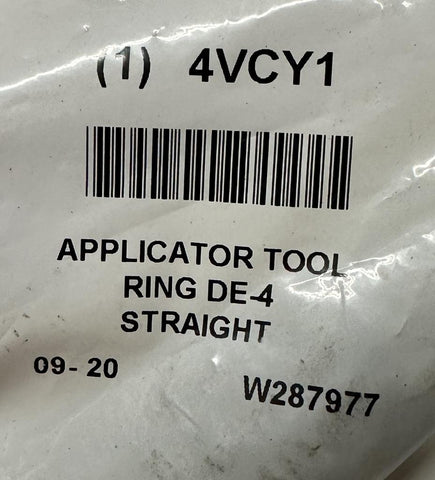 (1) 4VCY1
APPLICATOR TOOL
RING DE-4
STRAIGHT
09-20
W287977